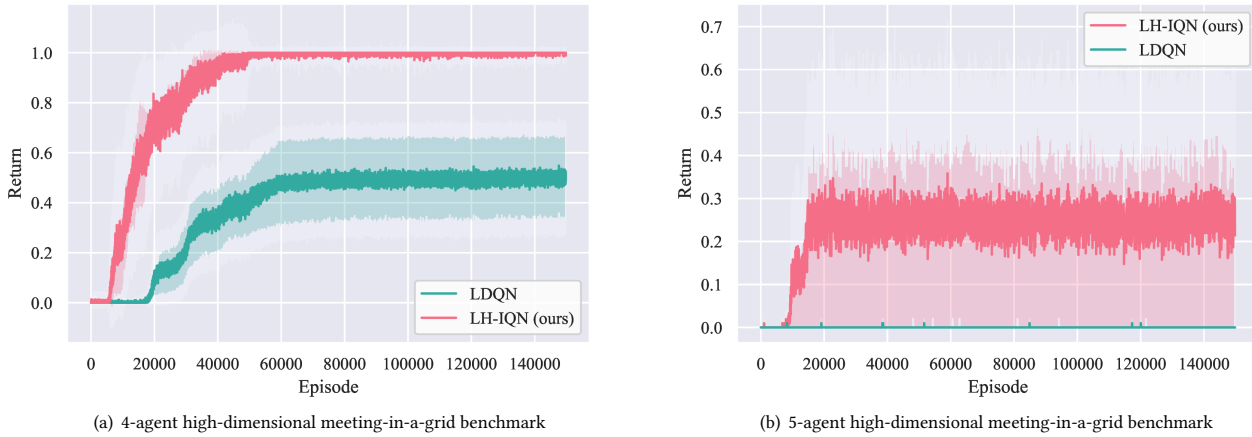 1.0
0.8
0.6
0.4
0.2
0.0
Return
0 20000 40000 60000 80000 100000 120000 140000
Episode
LDQN
LH-IQN (ours)
(a) 4-agent high-dimensional meeting-in-a-grid benchmark
0.7
0.6
0.5
0.4
0.3
0.2
0.1
0.0
Return
0 20000 40000 60000 80000 100000 120000 140000
Episode
LH-IQN (ours)
LDQN
(b) 5-agent high-dimensional meeting-in-a-grid benchmark